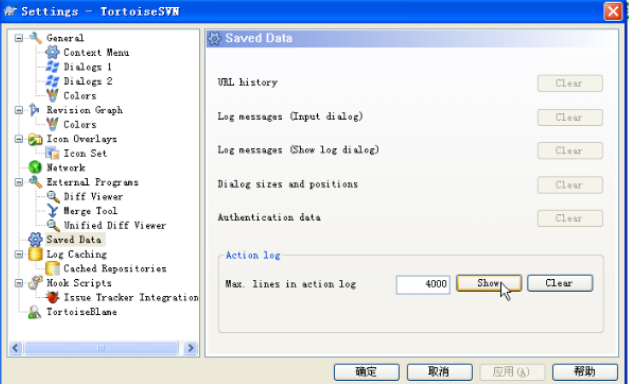 Settings - TortoiseSVN
General
Context Menu
Dialogs 1
Dialogs 2
Colors
Revision Graph
Colors
Icon Overlays
Icon Set
Network
External Programs
Diff Viewer
Merge Tool
Unified Diff Viewer
Saved Data
Log Caching
Cached Repositories
Hook Scripts
Issue Tracker Integration
TortoiseBlame
Saved Data
URL history Clear
Log messages (Input dialog) Clear
Log messages (Show log dialog) Clear
Dialog sizes and positions Clear
Authentication data Clear
Action log
Max. lines in action log 4000 Show Clear
确定 取消 应用(A) 帮助